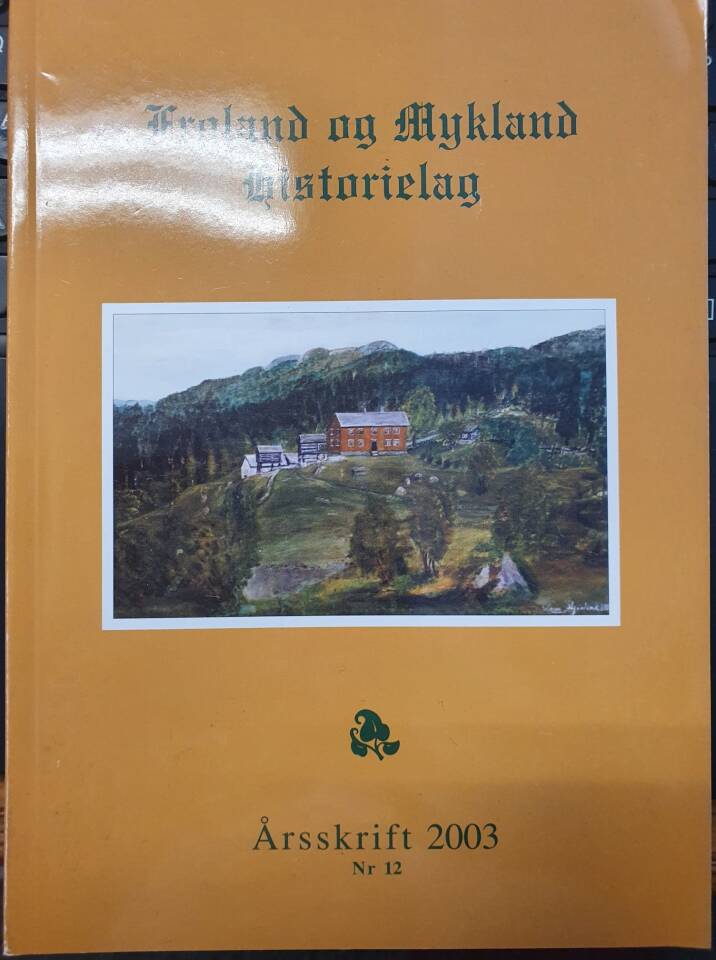 Froland og Mykland
Historielag
Årsskrift 2003
Nr 12